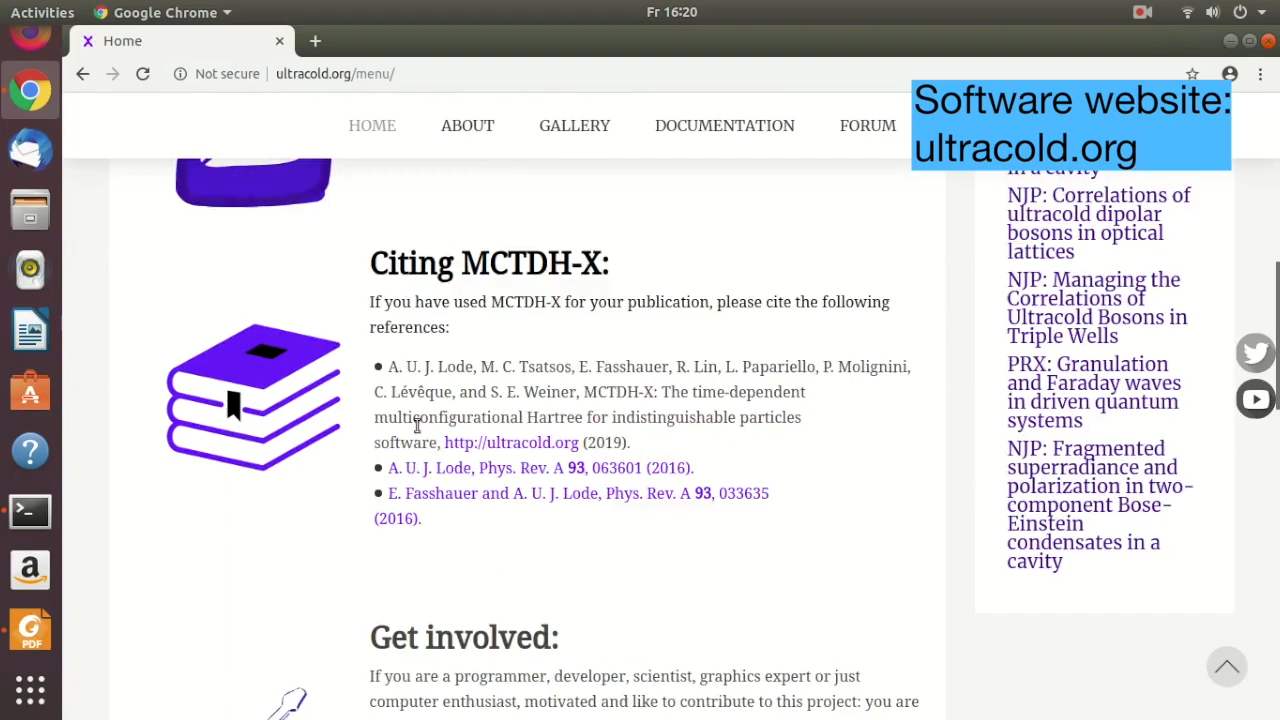 Activities
Google Chrome
Fr 16:20
Home
Not secure
ultracold.org/menu/
HOME
ABOUT
GALLERY
DOCUMENTATION
FORUM
Software website:
ultracold.org
in a cavity
NJP: Correlations of
ultracold dipolar
bosons in optical
lattices
NJP: Managing the
Correlations of
Ultracold Bosons in
Triple Wells
PRX: Granulation
and Faraday waves
in driven quantum
systems
NJP: Fragmented
superradiance and
polarization in two-
component Bose-
Einstein
condensates in a
cavity
Citing MCTDH-X:
If you have used MCTDH-X for your publication, please cite the following
references:
● A. U. J. Lode, M. C. Tsatsos, E. Fasshauer, R. Lin, L. Papariello, P. Molignini,
C. Lévêque, and S. E. Weiner, MCTDH-X: The time-dependent
multiconfigurational Hartree for indistinguishable particles
software, http://ultracold.org (2019).
● A. U. J. Lode, Phys. Rev. A 93, 063601 (2016).
● E. Fasshauer and A. U. J. Lode, Phys. Rev. A 93, 033635
(2016).
Get involved:
If you are a programmer, developer, scientist, graphics expert or just
computer enthusiast, motivated and like to contribute to this project: you are
PDF